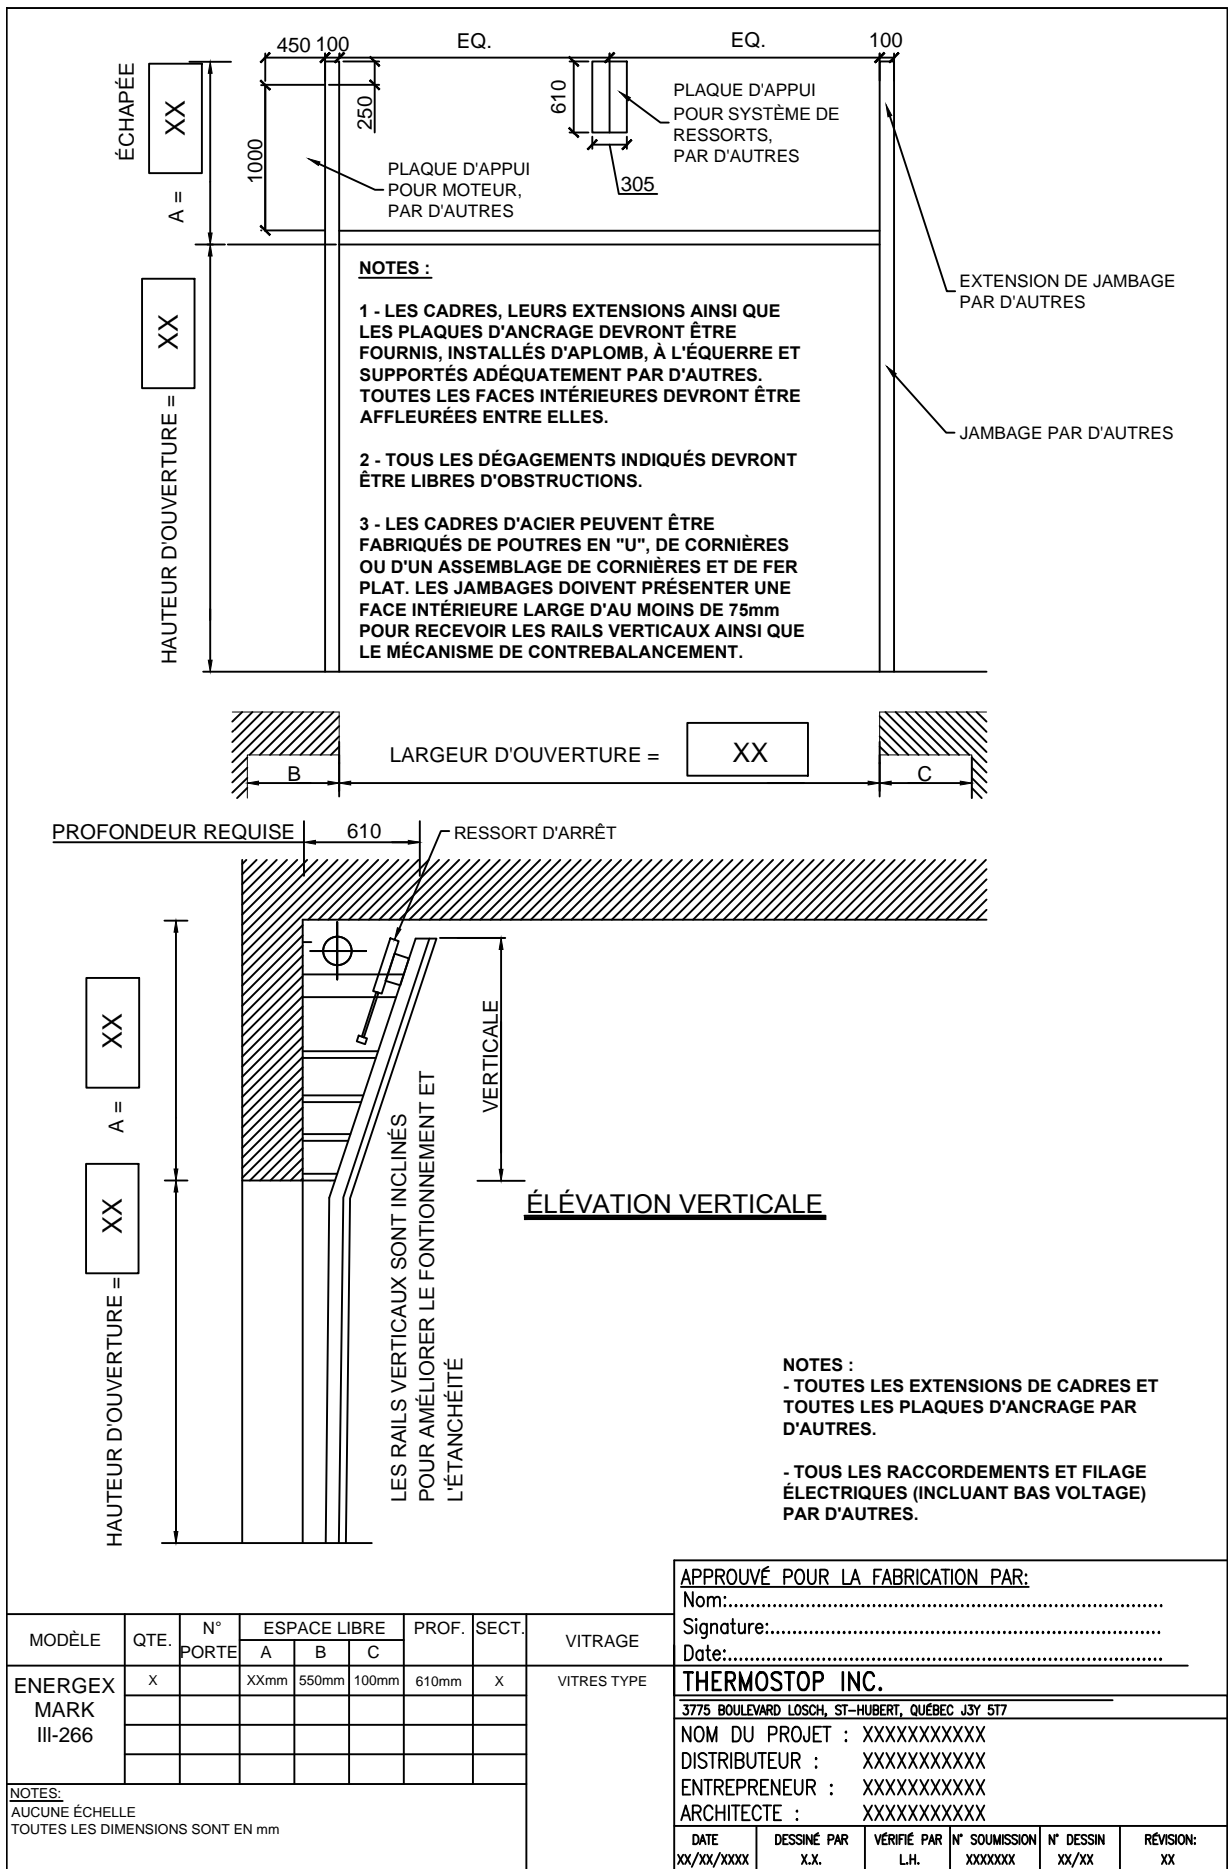 450 100 EQ. EQ. 100
ÉCHAPÉE
A =
XX
1000
250
610
305
PLAQUE D'APPUI
POUR SYSTÈME DE
RESSORTS,
PAR D'AUTRES
PLAQUE D'APPUI
POUR MOTEUR,
PAR D'AUTRES
EXTENSION DE JAMBAGE
PAR D'AUTRES
JAMBAGE PAR D'AUTRES
HAUTEUR D'OUVERTURE =
XX
NOTES :
1 - LES CADRES, LEURS EXTENSIONS AINSI QUE
LES PLAQUES D'ANCRAGE DEVRONT ÊTRE
FOURNIS, INSTALLÉS D'APLOMB, À L'ÉQUERRE ET
SUPPORTÉS ADÉQUATEMENT PAR D'AUTRES.
TOUTES LES FACES INTÉRIEURES DEVRONT ÊTRE
AFFLEURÉES ENTRE ELLES.
2 - TOUS LES DÉGAGEMENTS INDIQUÉS DEVRONT
ÊTRE LIBRES D'OBSTRUCTIONS.
3 - LES CADRES D'ACIER PEUVENT ÊTRE
FABRIQUÉS DE POUTRES EN "U", DE CORNIÈRES
OU D'UN ASSEMBLAGE DE CORNIÈRES ET DE FER
PLAT. LES JAMBAGES DOIVENT PRÉSENTER UNE
FACE INTÉRIEURE LARGE D'AU MOINS DE 75mm
POUR RECEVOIR LES RAILS VERTICAUX AINSI QUE
LE MÉCANISME DE CONTREBALANCEMENT.
LARGEUR D'OUVERTURE = XX
B C
PROFONDEUR REQUISE 610 RESSORT D'ARRÊT
A =
XX
HAUTEUR D'OUVERTURE =
XX
VERTICALE
LES RAILS VERTICAUX SONT INCLINÉS
POUR AMÉLIORER LE FONTIONNEMENT ET
L'ÉTANCHÉITÉ
ÉLÉVATION VERTICALE
NOTES :
- TOUTES LES EXTENSIONS DE CADRES ET
TOUTES LES PLAQUES D'ANCRAGE PAR
D'AUTRES.
- TOUS LES RACCORDEMENTS ET FILAGE
ÉLECTRIQUES (INCLUANT BAS VOLTAGE)
PAR D'AUTRES.
MODÈLE QTE. N° PORTE ESPACE LIBRE PROF. SECT. VITRAGE
A B C
ENERGEX
MARK
III-266
X XXmm 550mm 100mm 610mm X VITRES TYPE
NOTES:
AUCUNE ÉCHELLE
TOUTES LES DIMENSIONS SONT EN mm
APPROUVÉ POUR LA FABRICATION PAR:
Nom:
Signature:
Date:
THERMOSTOP INC.
3775 BOULEVARD LOSCH, ST-HUBERT, QUÉBEC J3Y 5T7
NOM DU PROJET : XXXXXXXXXXX
DISTRIBUTEUR : XXXXXXXXXXX
ENTREPRENEUR : XXXXXXXXXXX
ARCHITECTE : XXXXXXXXXXX
DATE DESSINÉ PAR VÉRIFIÉ PAR N° SOUMISSION N° DESSIN RÉVISION:
XX/XX/XXXX X.X. L.H. XXXXXXX XX/XX XX